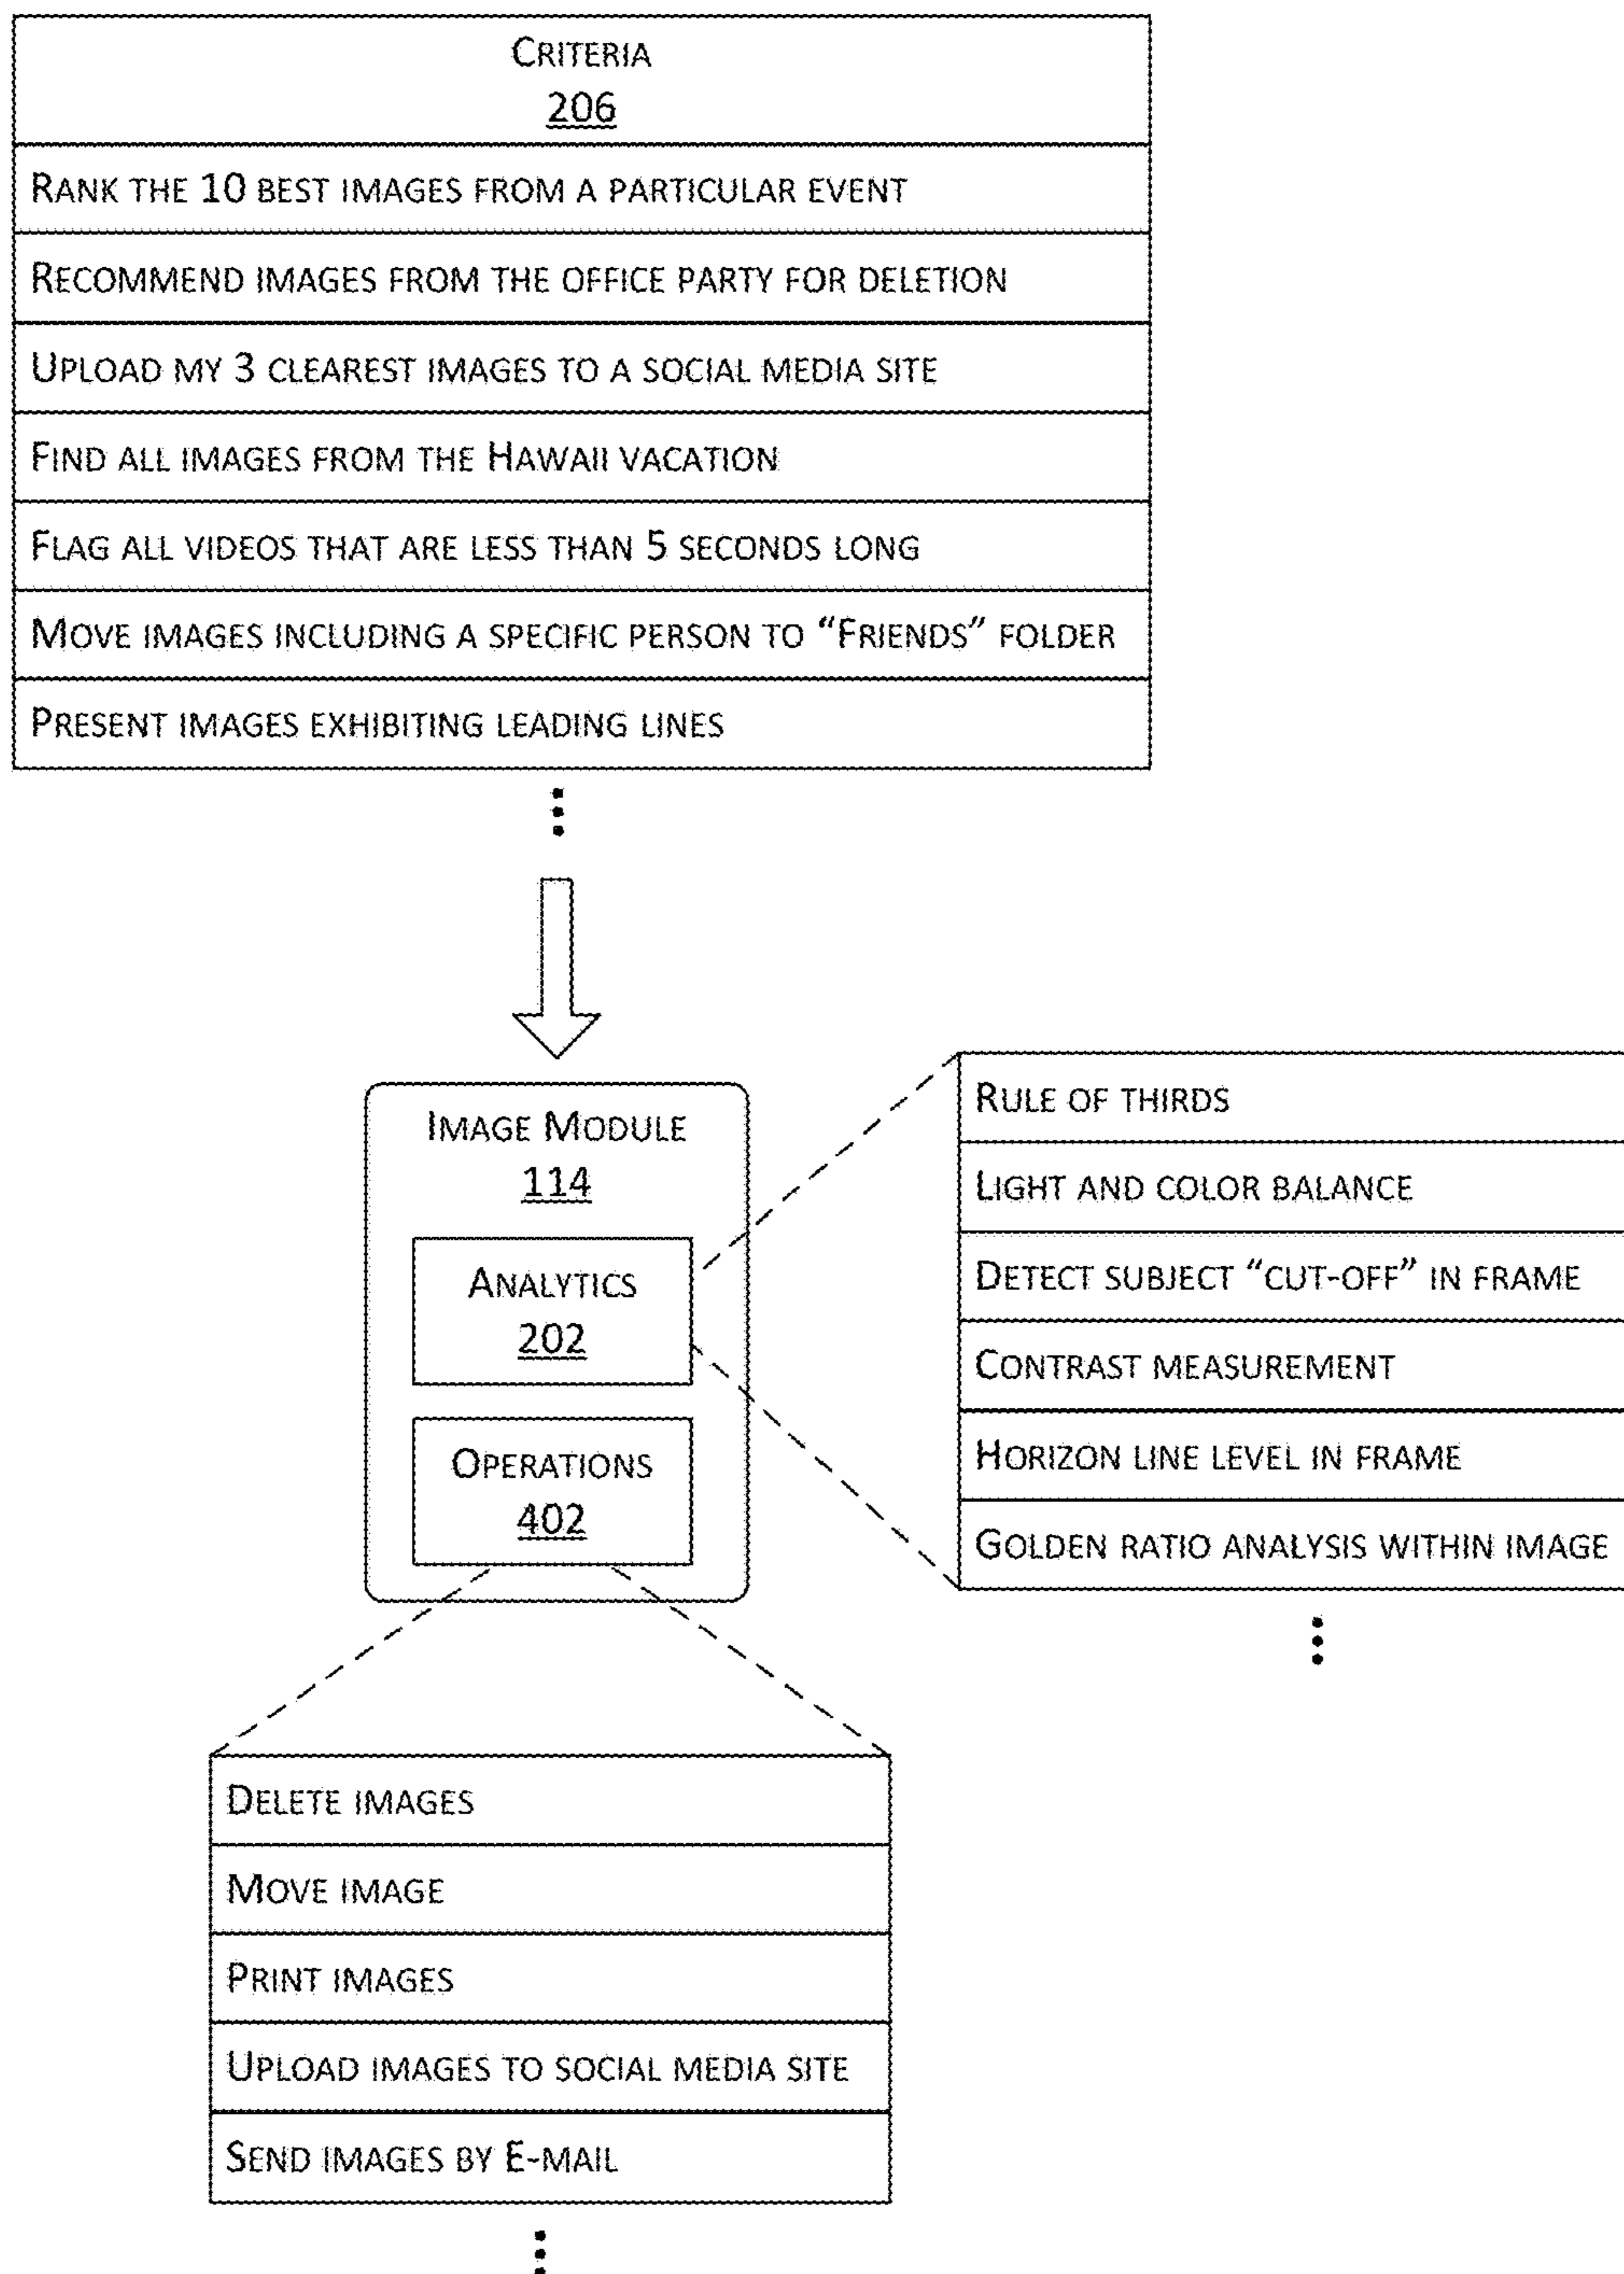 CRITERIA
206
RANK THE 10 BEST IMAGES FROM A PARTICULAR EVENT
RECOMMEND IMAGES FROM THE OFFICE PARTY FOR DELETION
UPLOAD MY 3 CLEAREST IMAGES TO A SOCIAL MEDIA SITE
FIND ALL IMAGES FROM THE HAWAII VACATION
FLAG ALL VIDEOS THAT ARE LESS THAN 5 SECONDS LONG
MOVE IMAGES INCLUDING A SPECIFIC PERSON TO “FRIENDS” FOLDER
PRESENT IMAGES EXHIBITING LEADING LINES
IMAGE MODULE
114
ANALYTICS
202
OPERATIONS
402
RULE OF THIRDS
LIGHT AND COLOR BALANCE
DETECT SUBJECT “CUT-OFF” IN FRAME
CONTRAST MEASUREMENT
HORIZON LINE LEVEL IN FRAME
GOLDEN RATIO ANALYSIS WITHIN IMAGE
DELETE IMAGES
MOVE IMAGE
PRINT IMAGES
UPLOAD IMAGES TO SOCIAL MEDIA SITE
SEND IMAGES BY E-MAIL